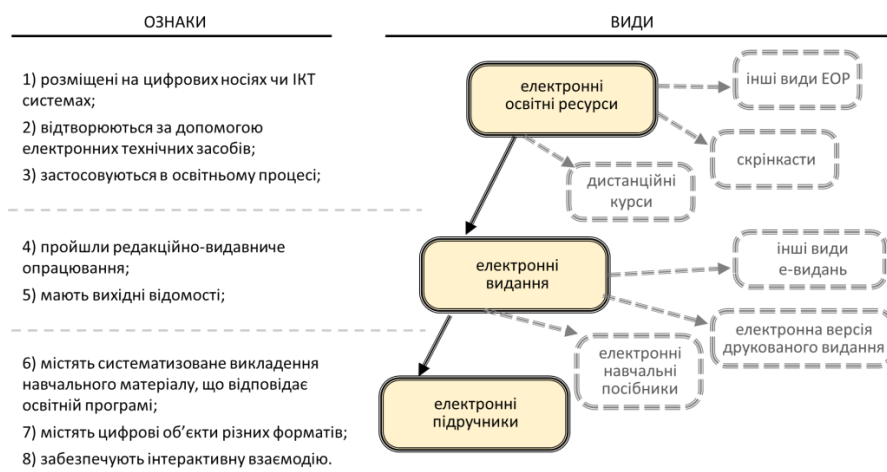 ОЗНАКИ
1) розміщені на цифрових носіях чи ІКТ
системах;
2) відтворюються за допомогою
електронних технічних засобів;
3) застосовуються в освітньому процесі;
4) пройшли редакційно-видавниче
опрацювання;
5) мають вихідні відомості;
6) містять систематизоване викладення
навчального матеріалу, що відповідає
освітній програмі;
7) містять цифрові об’єкти різних форматів;
8) забезпечують інтерактивну взаємодію.
ВИДИ
електронні
освітні ресурси
інші види ЕОР
скрінкасти
дистанційні
курси
електронні
видання
інші види
е-видань
електронна версія
друкованого видання
електронні
навчальні
посібники
електронні
підручники